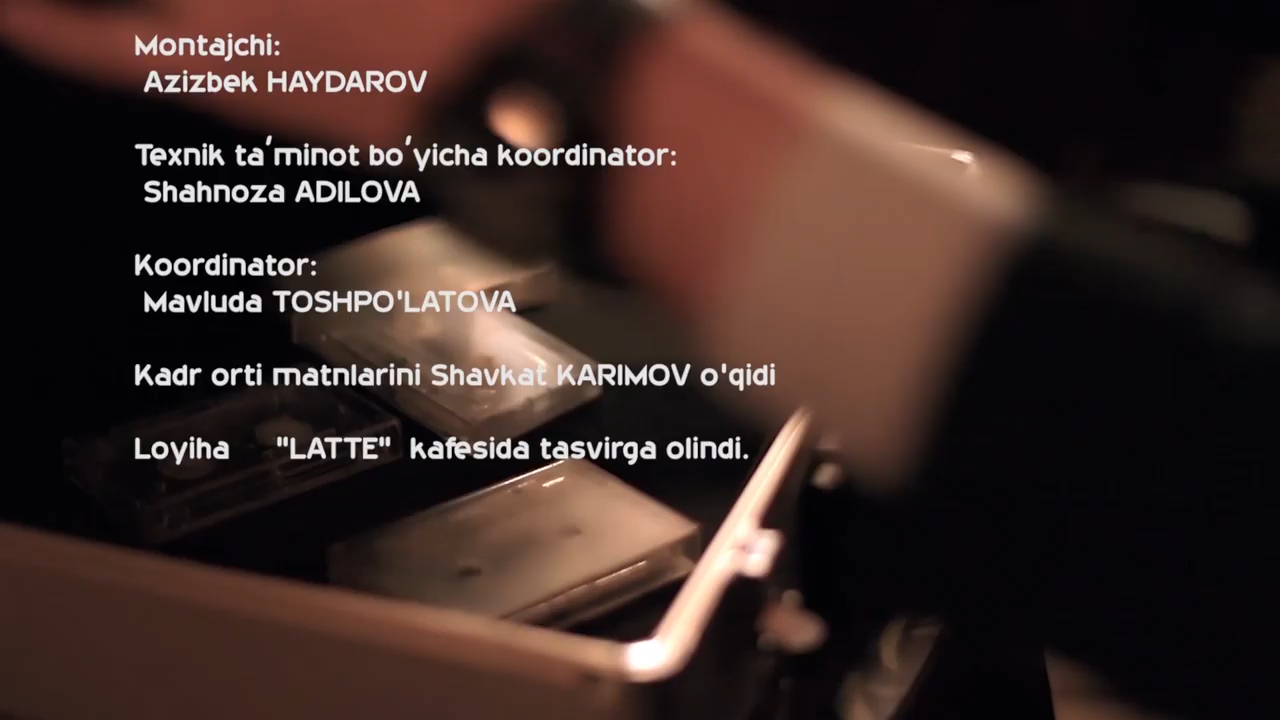 Montajchi:
Azizbek HAYDAROV
Texnik ta'minot bo'yicha koordinator:
Shahnoza ADILOVA
Koordinator:
Mavluda TOSHPO'LATOVA
Kadr orti matnlarini Shavkat KARIMOV o'qidi
Loyiha "LATTE" kafesida tasvirga olindi.